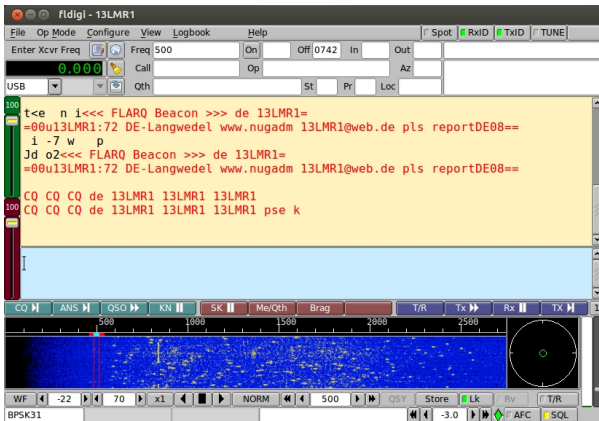 fldigi - 13LMR1
File Op Mode Configure View Logbook Help Spot RxID TxID TUNE
Enter Xcvr Freq Freq 500 On Off 0742 In Out
0.000 Call Op Az
USB Qth St Pr Loc
100
t<e n i<<< FLARQ Beacon >>> de 13LMR1=
=00u13LMR1:72 DE-Langwedel www.nugadm 13LMR1@web.de pls reportDE08==
i -7 w p
Jd o2<<< FLARQ Beacon >>> de 13LMR1=
=00u13LMR1:72 DE-Langwedel www.nugadm 13LMR1@web.de pls reportDE08==
CQ CQ CQ de 13LMR1 13LMR1 13LMR1
100
CQ CQ CQ de 13LMR1 13LMR1 13LMR1 pse k
CQ ANS QSO KN SK Me/Qth Brag T/R Tx Rx TX 1
500 1000 1500 2000 2500
WF -22 70 x1 NORM 500 QSY Store Lk Rv T/R
BPSK31 -3.0 AFC SQL